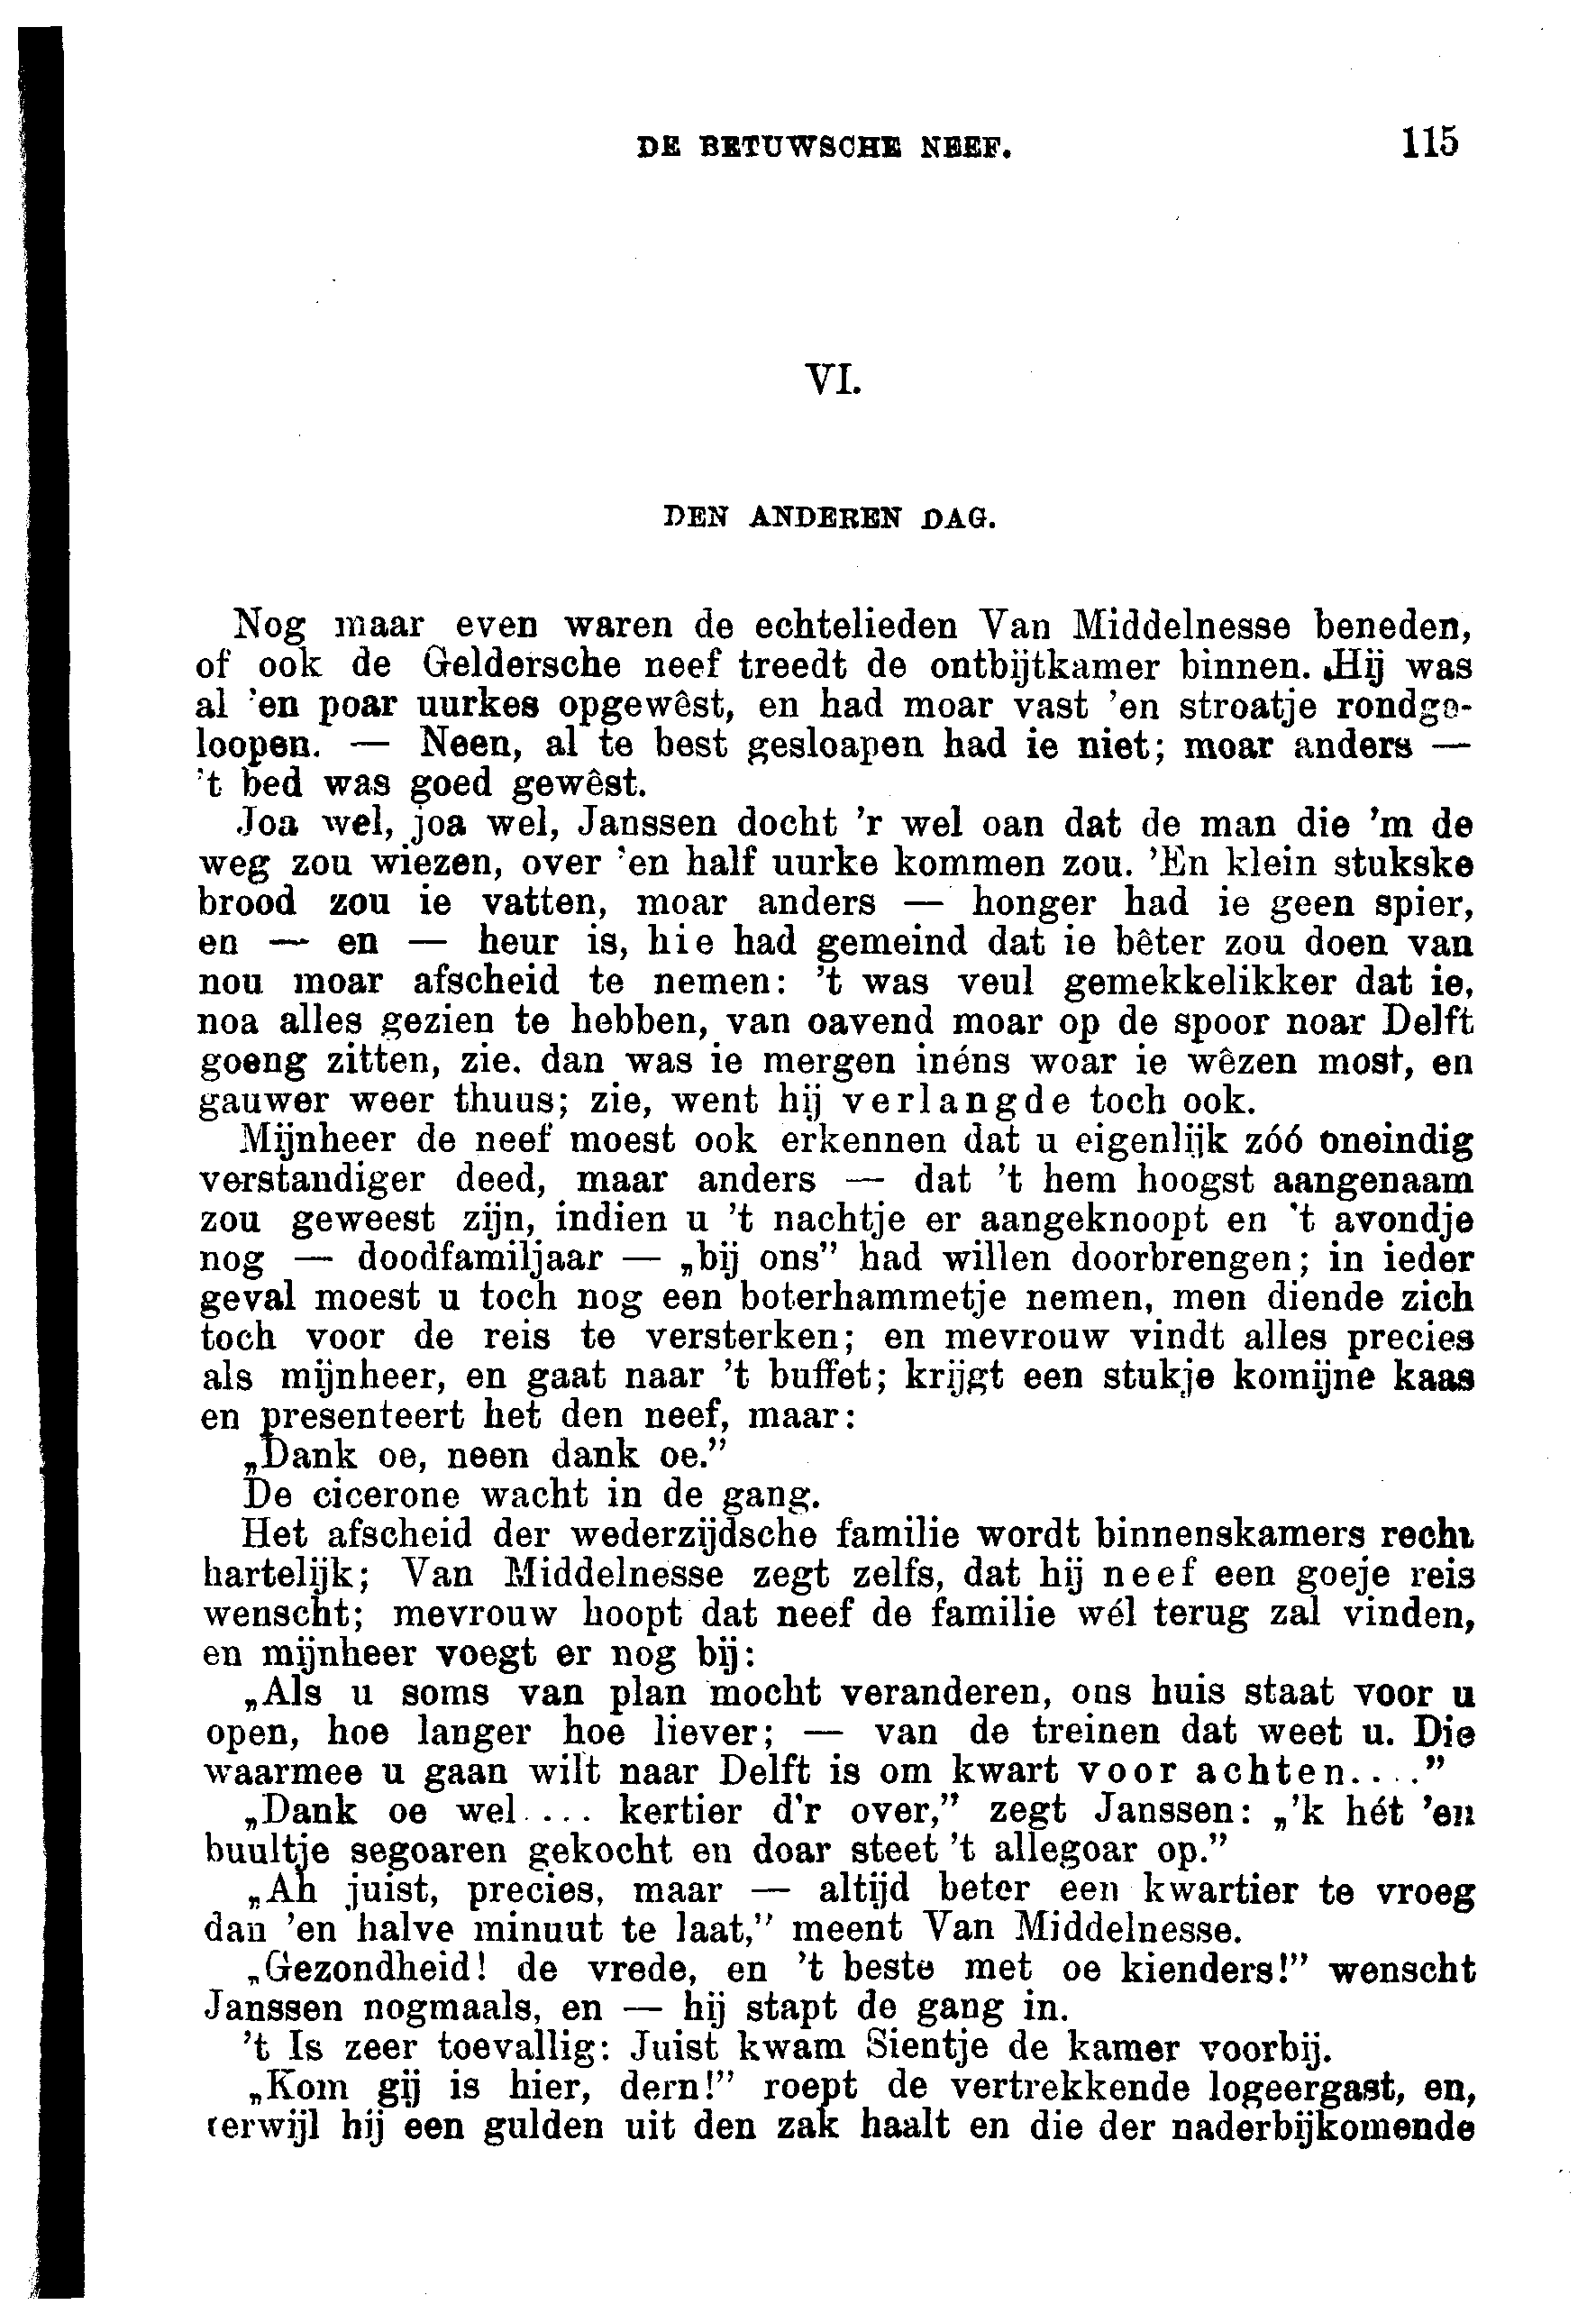 DE BETUWSCHE NEEF. 115
VI.
DEN ANDEREN DAG.
Nog maar even waren de echtelieden Van Middelnesse beneden,
of ook de Geldersche neef treedt de ontbijtkamer binnen. Hij was
al 'en poar uurkes opgewêst, en had moar vast 'en stroatje rondge-
loopen. — Neen, al te best gesloapen had ie niet; moar anders —
't bed was goed gewêst.
Joa wel, joa wel, Janssen docht 'r wel oan dat de man die 'm de
weg zou wiezen, over 'en half uurke kommen zou. 'En klein stukske
brood zou ie vatten, moar anders — honger had ie geen spier,
en — en — heur is, hie had gemeind dat ie bêter zou doen van
nou moar afscheid te nemen: 't was veul gemekkelikker dat ie,
noa alles gezien te hebben, van oavend moar op de spoor noar Delft
goeng zitten, zie. dan was ie mergen inéns woar ie wêzen most, en
gauwer weer thuus; zie, went hij verlangde toch ook.
Mijnheer de neef moest ook erkennen dat u eigenlijk zóó oneindig
verstandiger deed, maar anders — dat 't hem hoogst aangenaam
zou geweest zijn, indien u 't nachtje er aangeknoopt en 't avondje
nog — doodfamiljaar — „bij ons” had willen doorbrengen; in ieder
geval moest u toch nog een boterhammetje nemen, men diende zich
toch voor de reis te versterken; en mevrouw vindt alles precies
als mijnheer, en gaat naar 't buffet; krijgt een stukje komijne kaas
en presenteert het den neef, maar:
„Dank oe, neen dank oe.”
De cicerone wacht in de gang.
Het afscheid der wederzijdsche familie wordt binnenskamers recht
hartelijk; Van Middelnesse zegt zelfs, dat hij neef een goeje reis
wenscht; mevrouw hoopt dat neef de familie wél terug zal vinden,
en mijnheer voegt er nog bij:
„Als u soms van plan mocht veranderen, ons huis staat voor u
open, hoe langer hoe liever; — van de treinen dat weet u. Die
waarmee u gaan wilt naar Delft is om kwart voor achten....”
„Dank oe wel.... kertier d'r over,” zegt Janssen: „'k hét 'en
buultje segoaren gekocht en doar steet 't allegoar op.”
„Ah juist, precies, maar — altijd beter een kwartier te vroeg
dan 'en halve minuut te laat,” meent Van Middelnesse.
„Gezondheid! de vrede, en 't beste met oe kienders!” wenscht
Janssen nogmaals, en — hij stapt de gang in.
't Is zeer toevallig: Juist kwam Sientje de kamer voorbij.
„Kom gij is hier, dern!” roept de vertrekkende logeergast, en,
terwijl hij een gulden uit den zak haalt en die der naderbijkomende